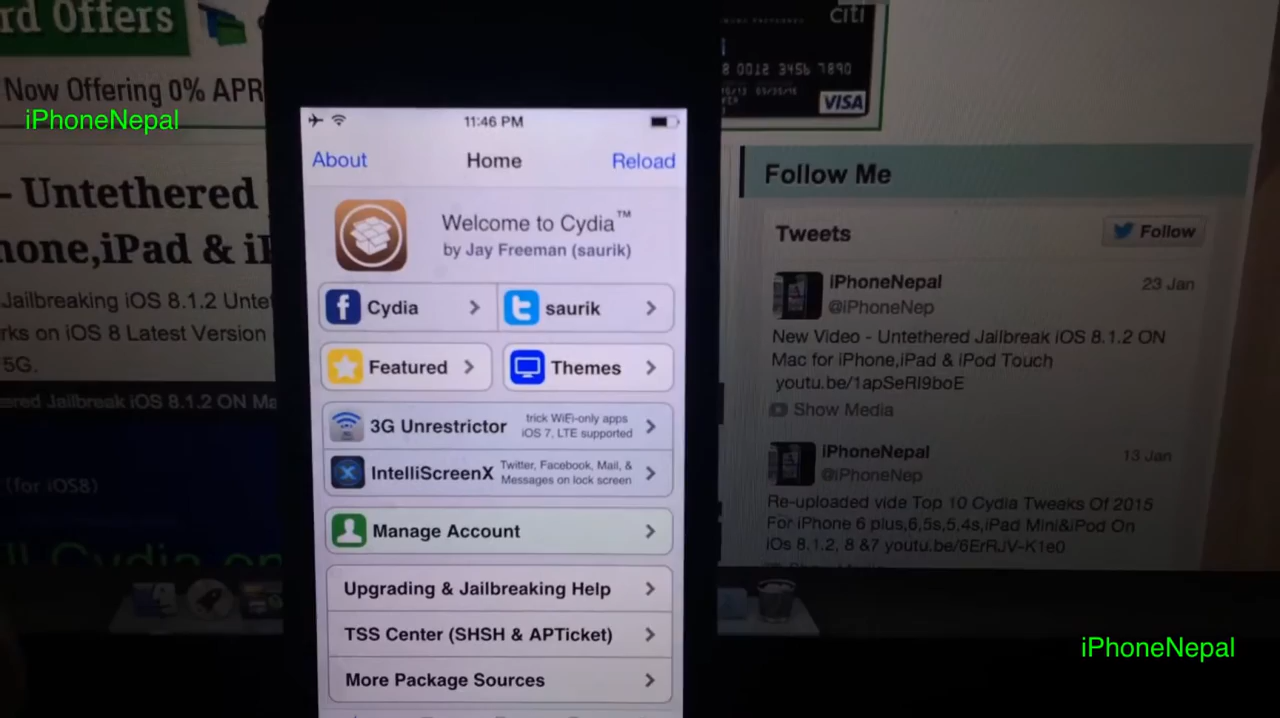 rd Offers
Now Offering 0% APR
iPhoneNepal
- Untethered
hone,iPad & iP
Jailbreaking iOS 8.1.2 Unte
rks on iOS 8 Latest Version
5G.
ered Jailbreak iOS 8.1.2 ON Ma
(for iOS8)
ll Cydia on
11:46 PM
About
Home
Reload
Welcome to Cydia™
by Jay Freeman (saurik)
Cydia
saurik
Featured
Themes
3G Unrestrictor
trick WiFi-only apps
iOS 7, LTE supported
IntelliScreenX
Twitter, Facebook, Mail, &
Messages on lock screen
Manage Account
Upgrading & Jailbreaking Help
TSS Center (SHSH & APTicket)
More Package Sources
citi
8 0012 3456 7890
VISA
Follow Me
Tweets
Follow
iPhoneNepal
23 Jan
@iPhoneNep
New Video - Untethered Jailbreak iOS 8.1.2 ON
Mac for iPhone,iPad & iPod Touch
youtu.be/1apSeRI9boE
Show Media
iPhoneNepal
13 Jan
@iPhoneNep
Re-uploaded vide Top 10 Cydia Tweaks Of 2015
For iPhone 6 plus,6,5s,5,4s,iPad Mini&iPod On
iOs 8.1.2, 8 &7 youtu.be/6ErRJV-K1e0
iPhoneNepal